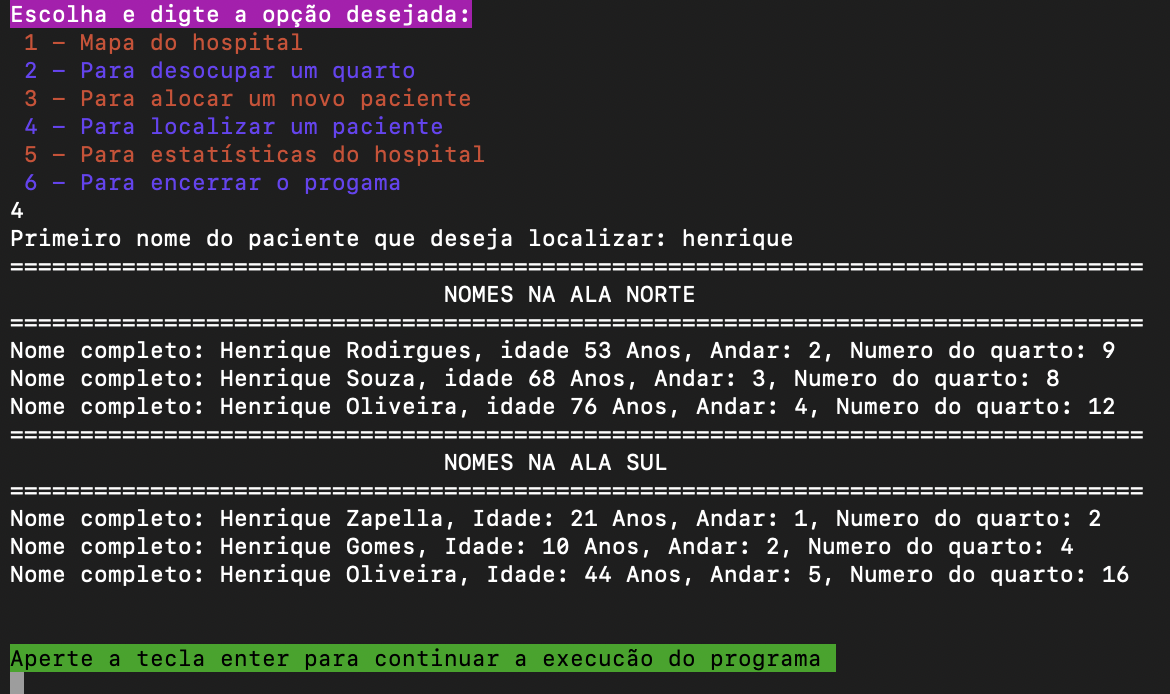 Escolha e digte a opção desejada:
1 – Mapa do hospital
2 – Para desocupar um quarto
3 – Para alocar um novo paciente
4 – Para localizar um paciente
5 – Para estatísticas do hospital
6 – Para encerrar o progama
4
Primeiro nome do paciente que deseja localizar: henrique
=================================================================================
NOMES NA ALA NORTE
=================================================================================
Nome completo: Henrique Rodirgues, idade 53 Anos, Andar: 2, Numero do quarto: 9
Nome completo: Henrique Souza, idade 68 Anos, Andar: 3, Numero do quarto: 8
Nome completo: Henrique Oliveira, idade 76 Anos, Andar: 4, Numero do quarto: 12
=================================================================================
NOMES NA ALA SUL
=================================================================================
Nome completo: Henrique Zapella, Idade: 21 Anos, Andar: 1, Numero do quarto: 2
Nome completo: Henrique Gomes, Idade: 10 Anos, Andar: 2, Numero do quarto: 4
Nome completo: Henrique Oliveira, Idade: 44 Anos, Andar: 5, Numero do quarto: 16
Aperte a tecla enter para continuar a execucão do programa